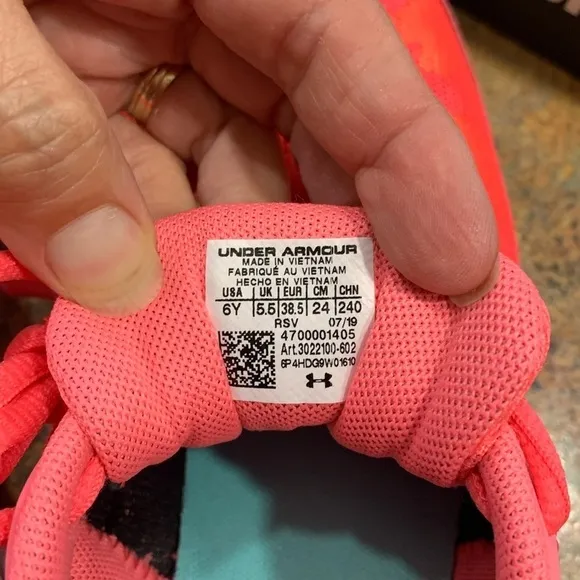 UNDER ARMOUR
MADE IN VIETNAM
FABRIQUÉ AU VIETNAM
HECHO EN VIETNAM
USA UK EUR CM CHN
6Y 5.5 38.5 24 240
RSV 07/19
4700001405
Art.3022100-602
6P4HDG9W01610